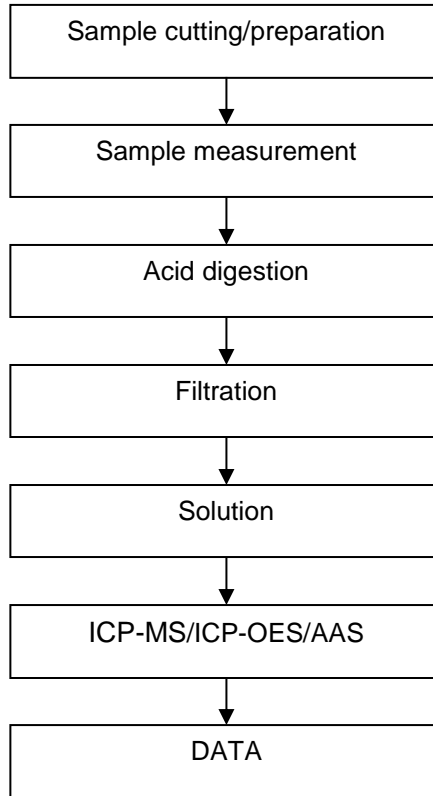 Sample cutting/preparation
Sample measurement
Acid digestion
Filtration
Solution
ICP-MS/ICP-OES/AAS
DATA